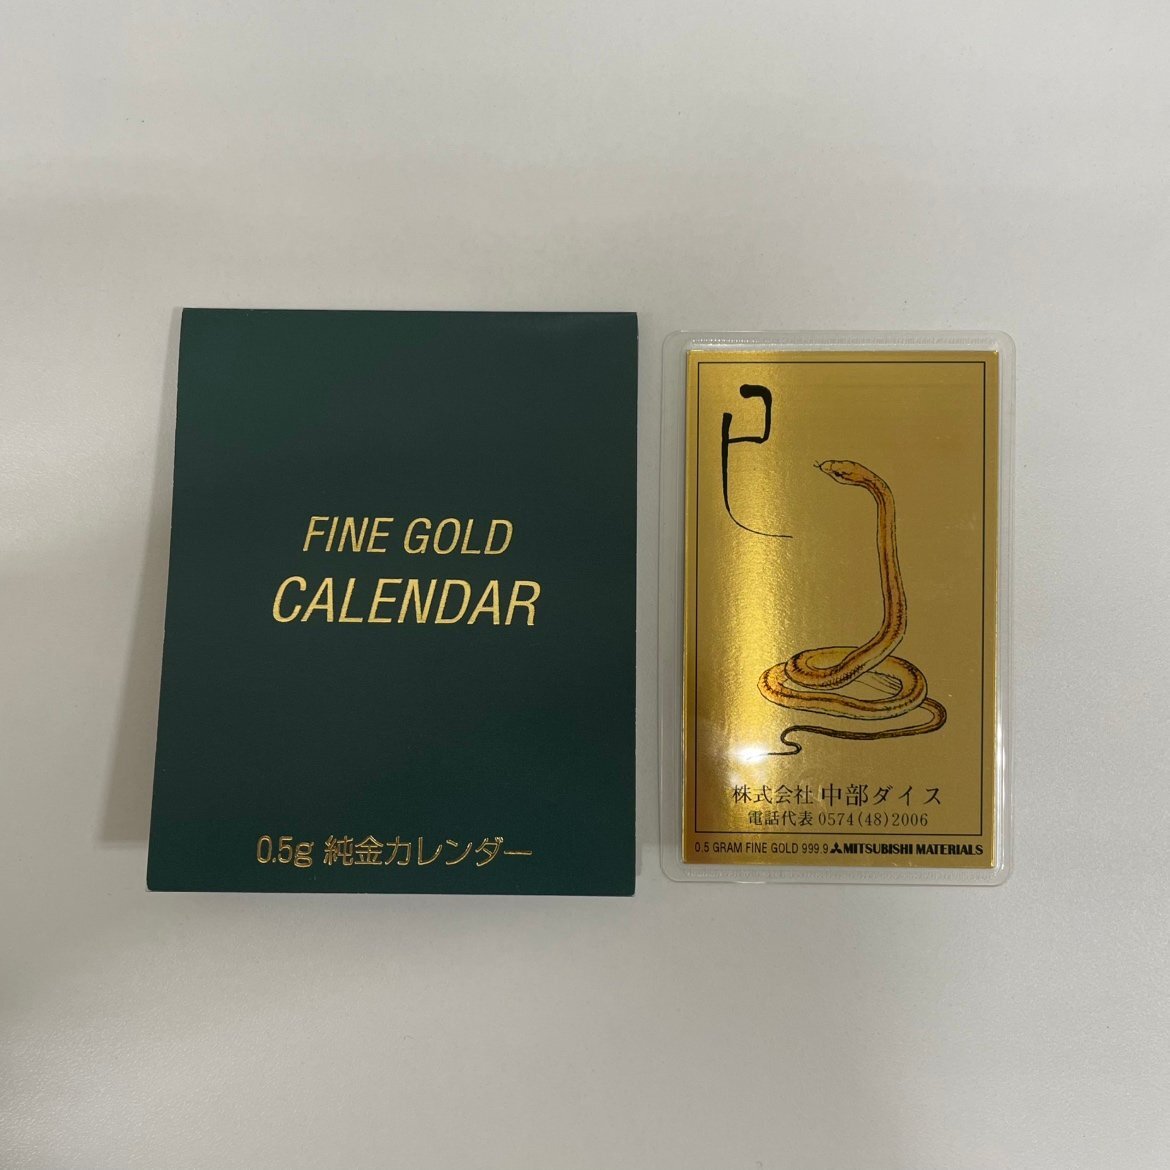 FINE GOLD
CALENDAR
0.5g 純金カレンダー
巳
株式会社 中部ダイス
電話代表 0574(48)2006
0.5 GRAM FINE GOLD 999.9 MITSUBISHI MATERIALS